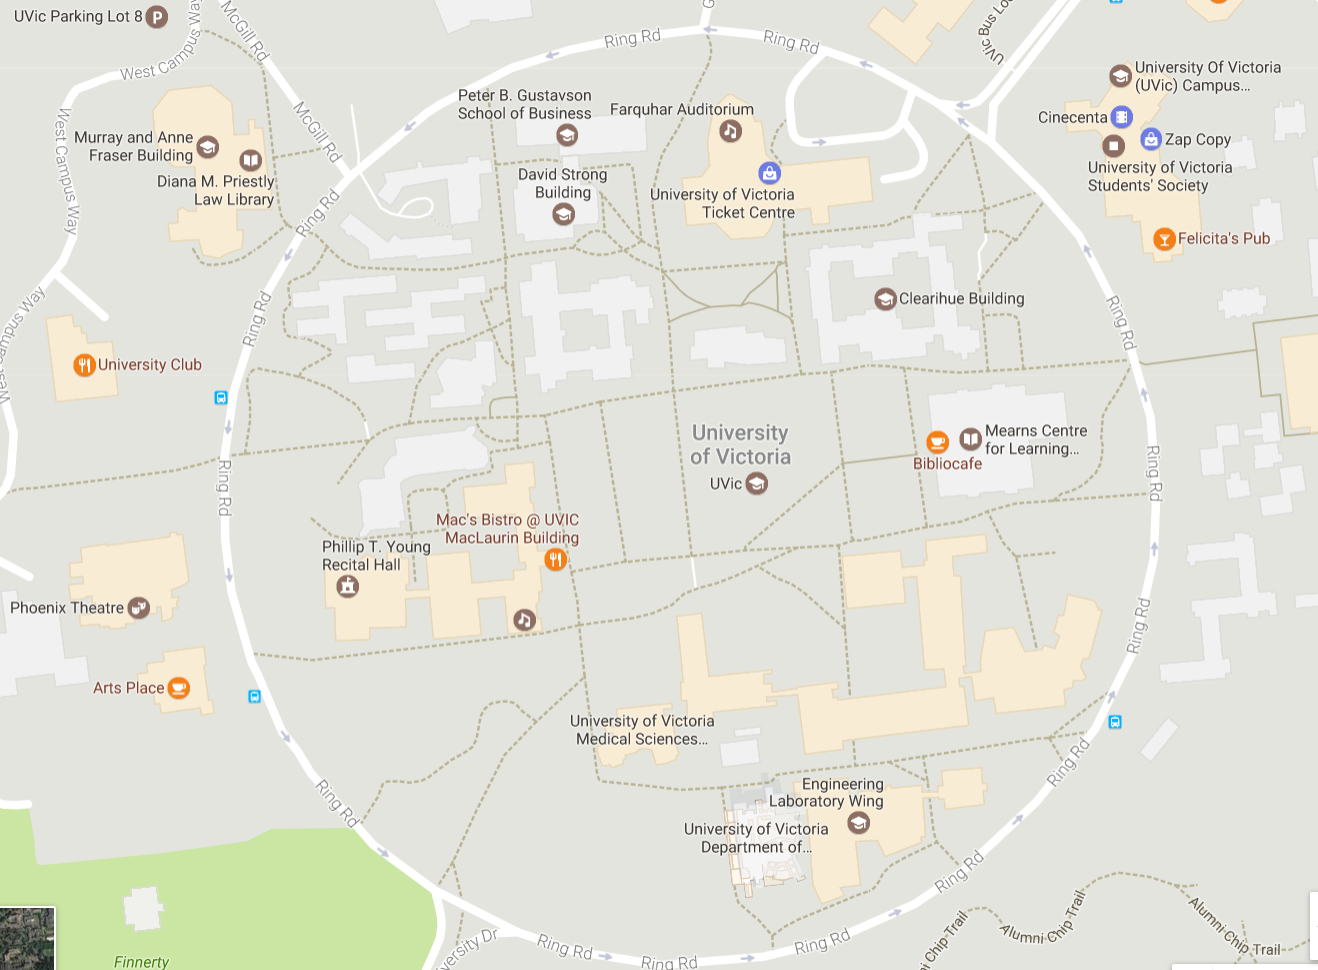 UVic Parking Lot 8
McGill Rd
West Campus Way
Ring Rd
Ring Rd
UVic Bus Loo
University Of Victoria
(UVic) Campus...
Peter B. Gustavson
School of Business
Farquhar Auditorium
Cinecenta
Zap Copy
McGill Rd
West Campus Way
Murray and Anne
Fraser Building
Diana M. Priestly
Law Library
David Strong
Building
University of Victoria
Ticket Centre
University of Victoria
Students' Society
Ring Rd
Felicita's Pub
Clearihue Building
Ring Rd
Ring Rd
University Club
University
of Victoria
UVic
Mearns Centre
for Learning...
Bibliocafe
Ring Rd
Ring Rd
Mac's Bistro @ UVIC
MacLaurin Building
Phillip T. Young
Recital Hall
Phoenix Theatre
Ring Rd
Arts Place
University of Victoria
Medical Sciences...
Ring Rd
Ring Rd
Engineering
Laboratory Wing
University of Victoria
Department of...
Ring Rd
Ring Rd
Ring Rd
Ring Rd
Chip Trail
Alumni Chip Trail
Alumni Chip Trail
Finnerty